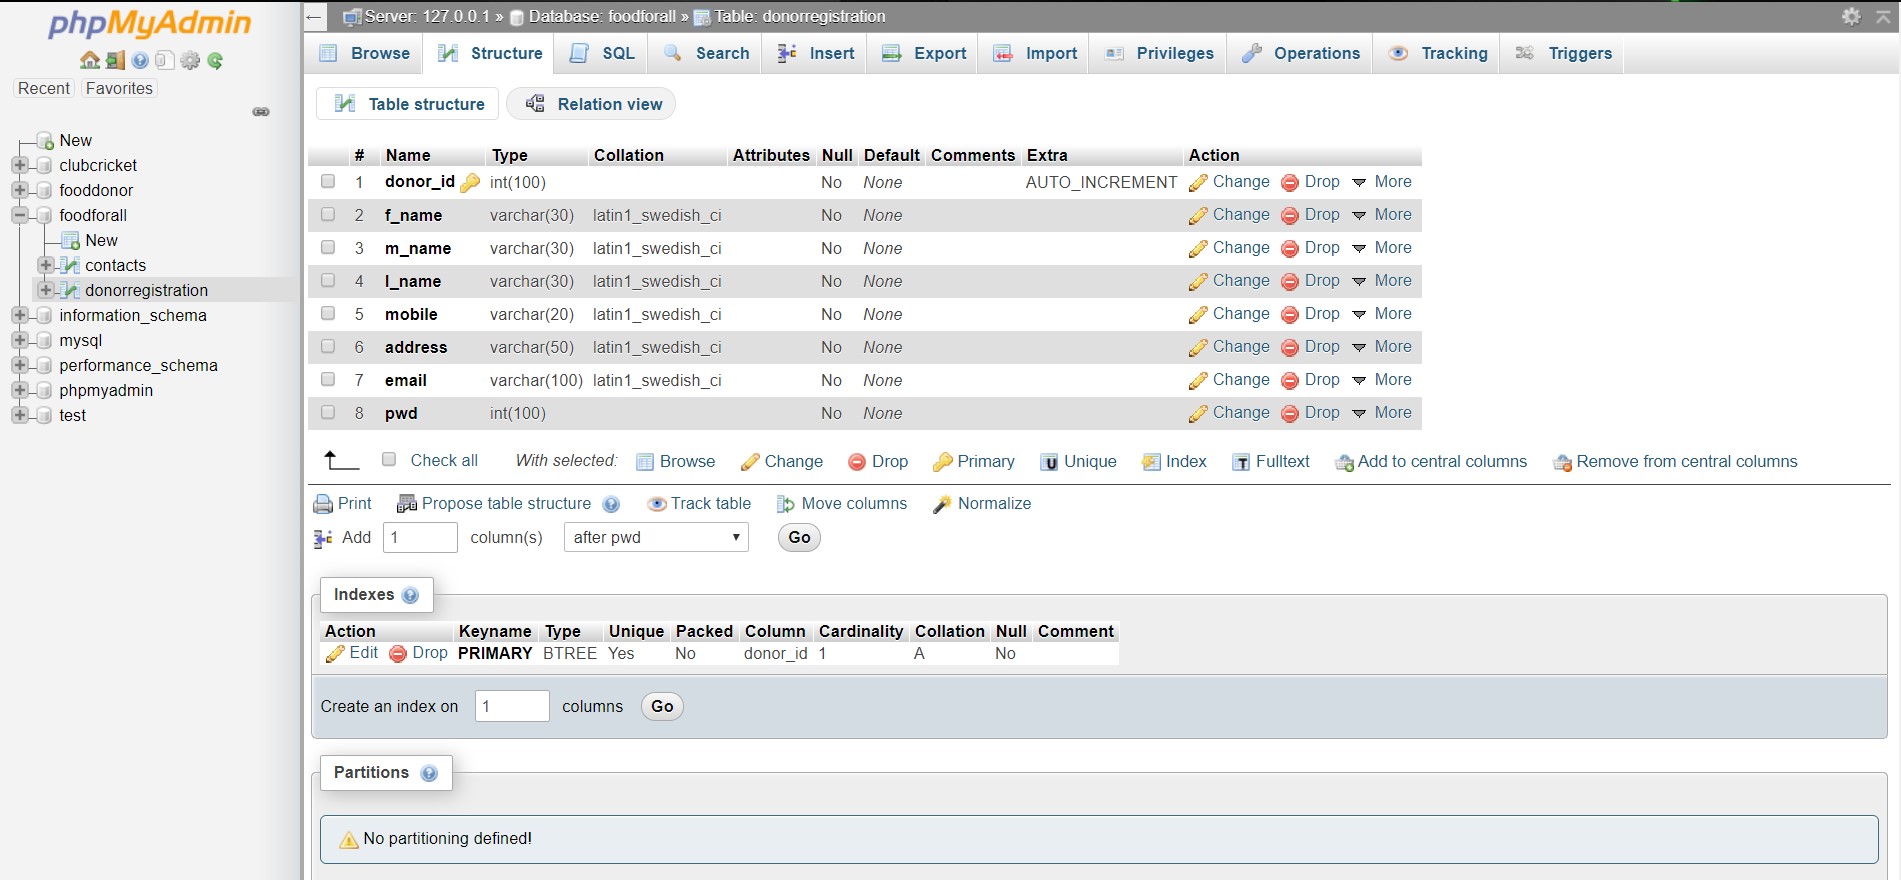 phpMyAdmin
Recent Favorites
New
clubcricket
fooddonor
foodforall
New
contacts
donorregistration
information_schema
mysql
performance_schema
phpmyadmin
test
Server: 127.0.0.1 » Database: foodforall » Table: donorregistration
Browse Structure SQL Search Insert Export Import Privileges Operations Tracking Triggers
Table structure Relation view
# Name Type Collation Attributes Null Default Comments Extra Action
1 donor_id int(100) No None AUTO_INCREMENT Change Drop More
2 f_name varchar(30) latin1_swedish_ci No None Change Drop More
3 m_name varchar(30) latin1_swedish_ci No None Change Drop More
4 l_name varchar(30) latin1_swedish_ci No None Change Drop More
5 mobile varchar(20) latin1_swedish_ci No None Change Drop More
6 address varchar(50) latin1_swedish_ci No None Change Drop More
7 email varchar(100) latin1_swedish_ci No None Change Drop More
8 pwd int(100) No None Change Drop More
Check all With selected: Browse Change Drop Primary Unique Index Fulltext Add to central columns Remove from central columns
Print Propose table structure Track table Move columns Normalize
Add 1 column(s) after pwd Go
Indexes
Action Keyname Type Unique Packed Column Cardinality Collation Null Comment
Edit Drop PRIMARY BTREE Yes No donor_id 1 A No
Create an index on 1 columns Go
Partitions
No partitioning defined!